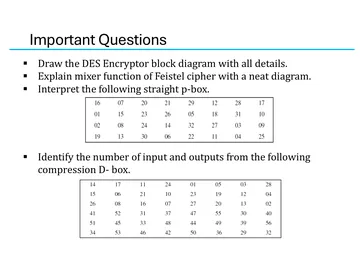 Important Questions
▪ Draw the DES Encryptor block diagram with all details.
▪ Explain mixer function of Feistel cipher with a neat diagram.
▪ Interpret the following straight p-box.
16 07 20 21 29 12 28 17
01 15 23 26 05 18 31 10
02 08 24 14 32 27 03 09
19 13 30 06 22 11 04 25
▪ Identify the number of input and outputs from the following
compression D- box.
14 17 11 24 01 05 03 28
15 06 21 10 23 19 12 04
26 08 16 07 27 20 13 02
41 52 31 37 47 55 30 40
51 45 33 48 44 49 39 56
34 53 46 42 50 36 29 32